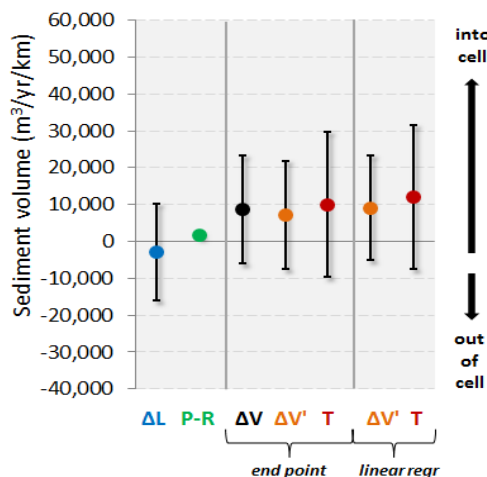 Sediment volume (m³/yr/km)
60,000
50,000
40,000
30,000
20,000
10,000
0
-10,000
-20,000
-30,000
-40,000
into
cell
out
of
cell
ΔL P-R ΔV ΔV' T ΔV' T
end point linear regr